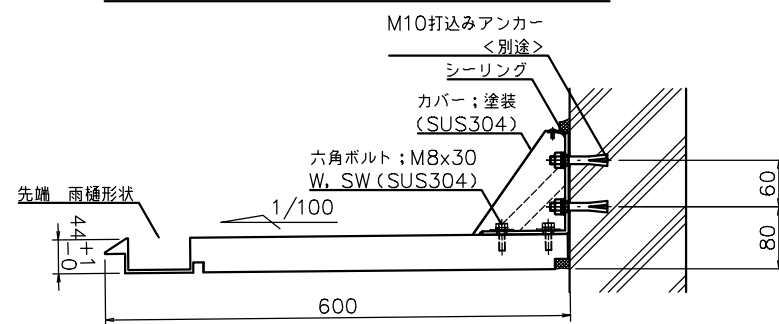 M10打込みアンカー
<別途>
シーリング
カバー；塗装
(SUS304)
六角ボルト；M8x30
W, SW(SUS304)
先端 雨樋形状
1/100
44 +1 -0
60
80
600